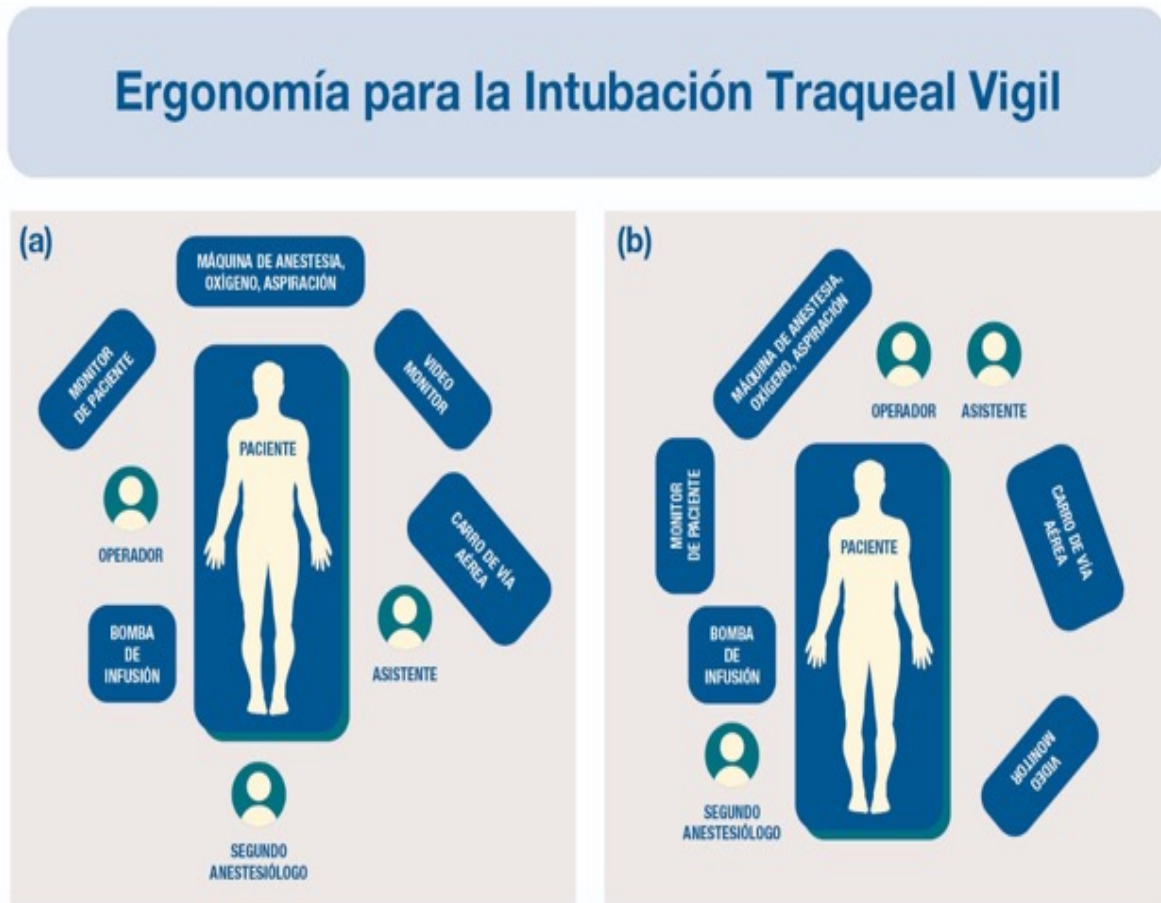 Ergonomía para la Intubación Traqueal Vigil
(a)
MÁQUINA DE ANESTESIA,
OXÍGENO, ASPIRACIÓN
MONITOR
DE PACIENTE
VIDEO
MONITOR
PACIENTE
OPERADOR
CARRO DE VÍA
AÉREA
BOMBA
DE
INFUSIÓN
ASISTENTE
SEGUNDO
ANESTESIÓLOGO
(b)
MÁQUINA DE ANESTESIA,
OXÍGENO, ASPIRACIÓN
OPERADOR
ASISTENTE
MONITOR
DE PACIENTE
PACIENTE
CARRO DE VÍA
AÉREA
BOMBA
DE
INFUSIÓN
VIDEO
MONITOR
SEGUNDO
ANESTESIÓLOGO